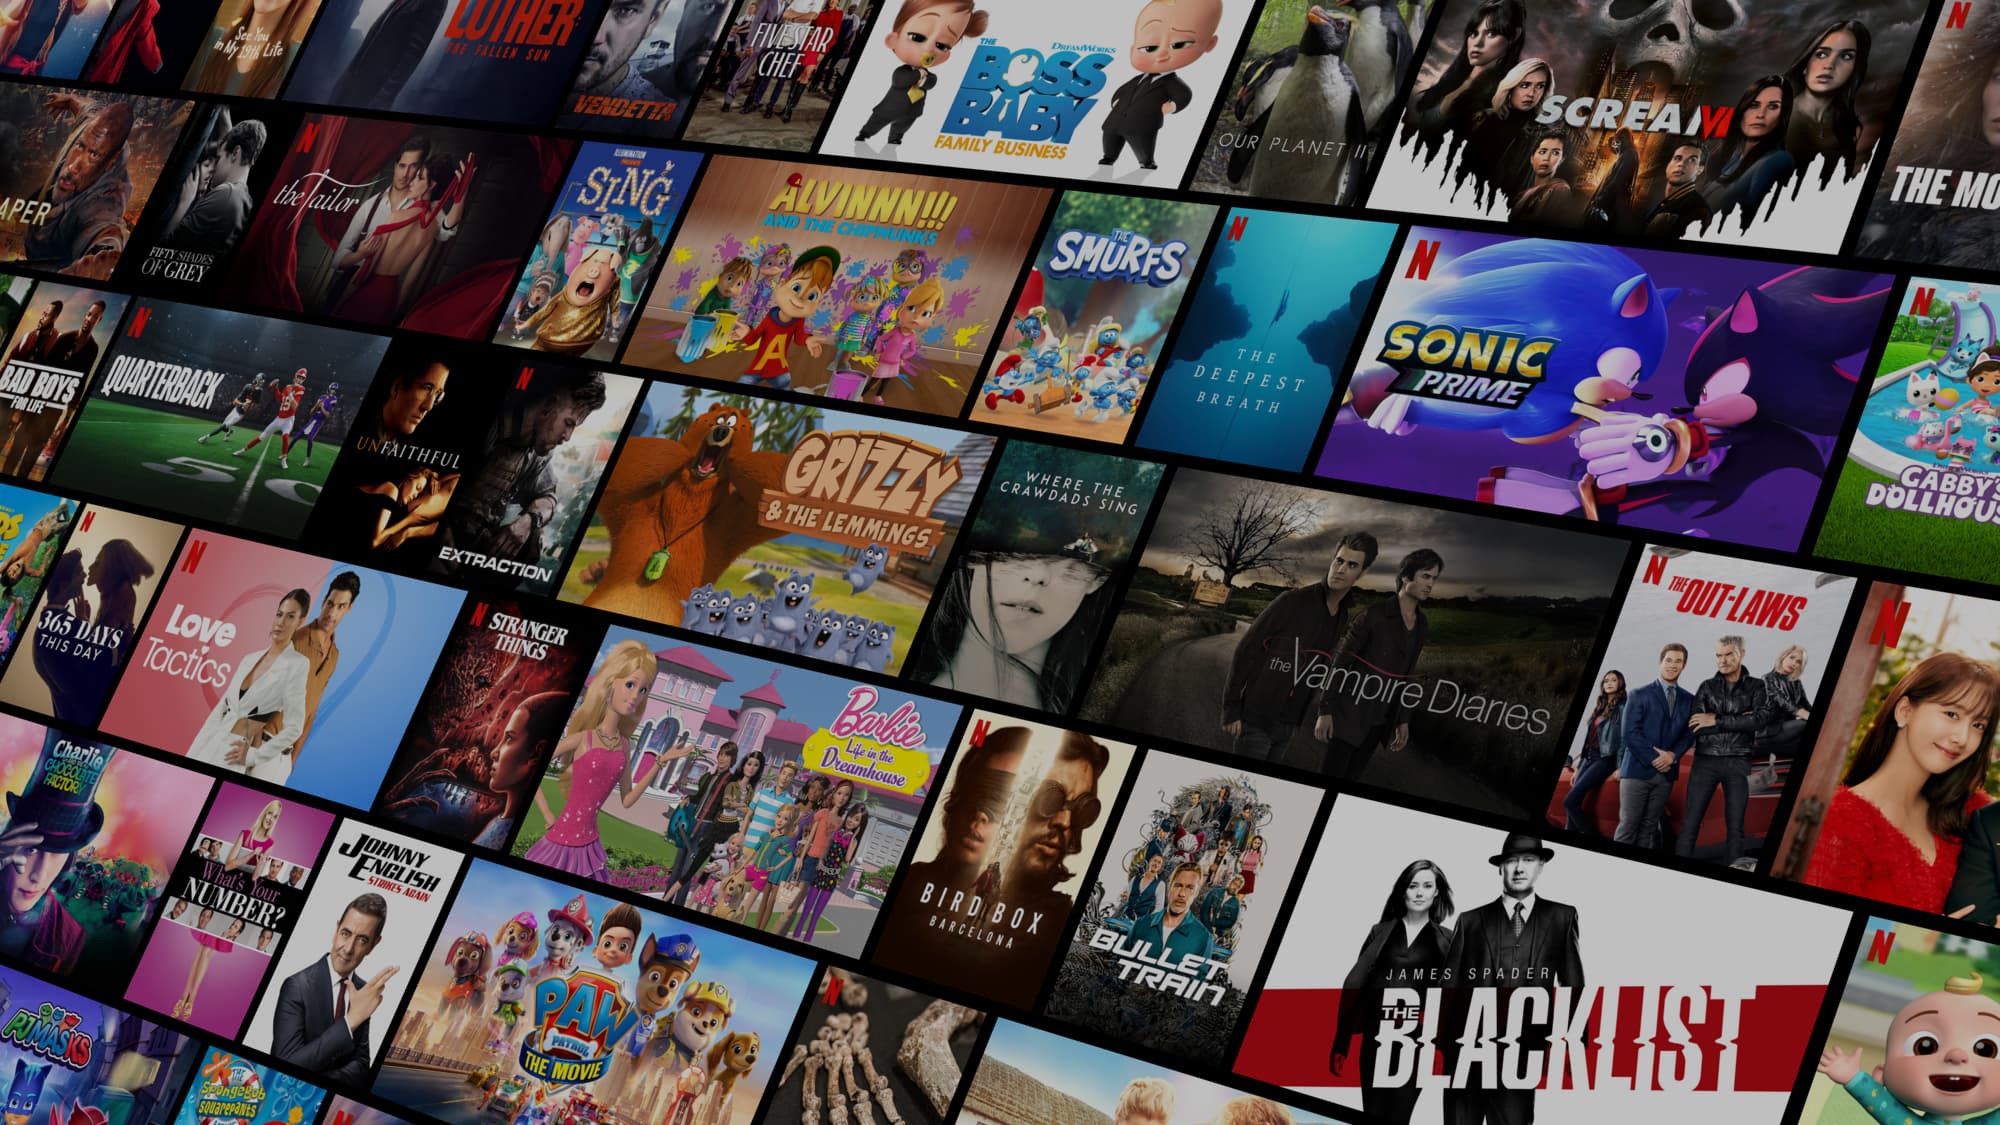 See You
in My 19th Life
LUTHER
THE FALLEN SUN
VENDETTA
FIVE STAR
CHEF
THE
DREAMWORKS
BOSS
BABY
FAMILY BUSINESS
OUR PLANET II
SCREAM VI
N
THE MO
APER
FIFTY SHADES
OF GREY
N
the Tailor
ILLUMINATION
PRESENTS
SING
ALVINNN!!!
AND THE CHIPMUNKS
A
THE
SMURFS
N
THE
DEEPEST
BREATH
N
SONIC
PRIME
N
GABBY'S
DOLLHOUS
BAD BOYS
FOR LIFE
N
QUARTERBACK
50
UNFAITHFUL
N
EXTRACTION
GRIZZY
& THE LEMMINGS
WHERE THE
CRAWDADS SING
the Vampire Diaries
N
THE OUT-LAWS
N
N
365 DAYS
THIS DAY
N
Love
Tactics
N
STRANGER
THINGS
Barbie
Life in the
Dreamhouse
N
BIRD BOX
BARCELONA
BULLET
TRAIN
JAMES SPADER
THE
BLACKLIST
N
Charlie
AND THE
CHOCOLATE
FACTORY
What's Your
NUMBER?
JOHNNY
ENGLISH
STRIKES AGAIN
PAW
PATROL
THE MOVIE
N
PJ MASKS
THE
SpongeBob
SQUAREPANTS
N